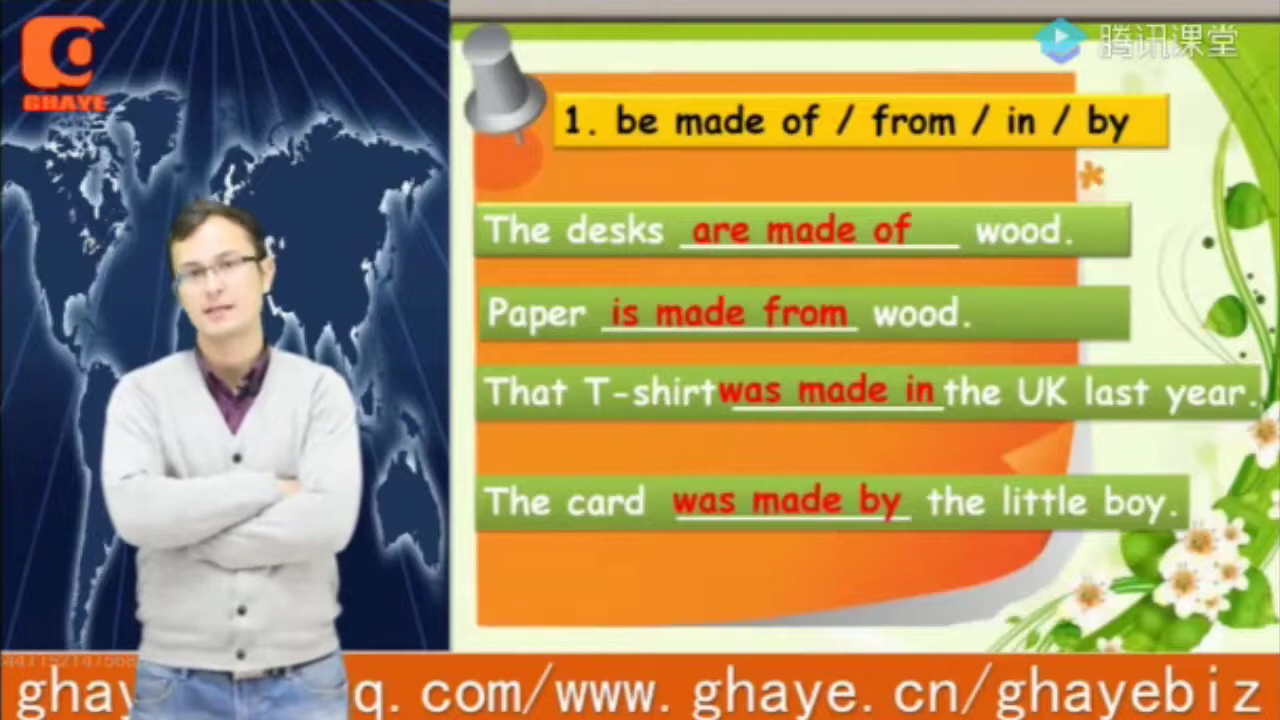 GHAYE
腾讯课堂
1. be made of / from / in / by
The desks are made of wood.
Paper is made from wood.
That T-shirt was made in the UK last year.
The card was made by the little boy.
ghay q. com/www. ghaye. cn/ghayebiz